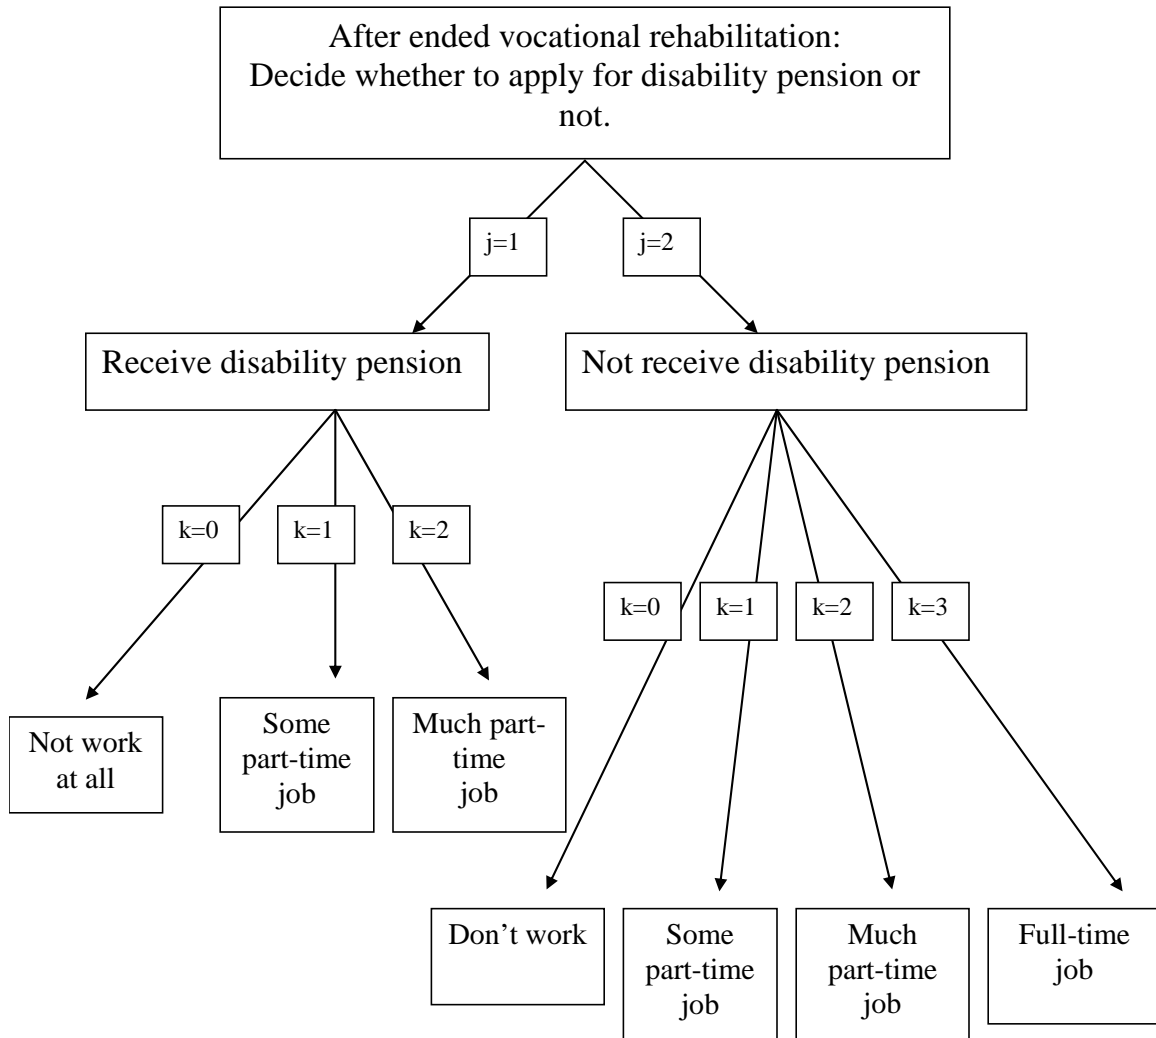 After ended vocational rehabilitation:
Decide whether to apply for disability pension or
not.
j=1
j=2
Receive disability pension
Not receive disability pension
k=0
k=1
k=2
k=0
k=1
k=2
k=3
Not work
at all
Some
part-time
job
Much part-
time
job
Don’t work
Some
part-time
job
Much
part-time
job
Full-time
job